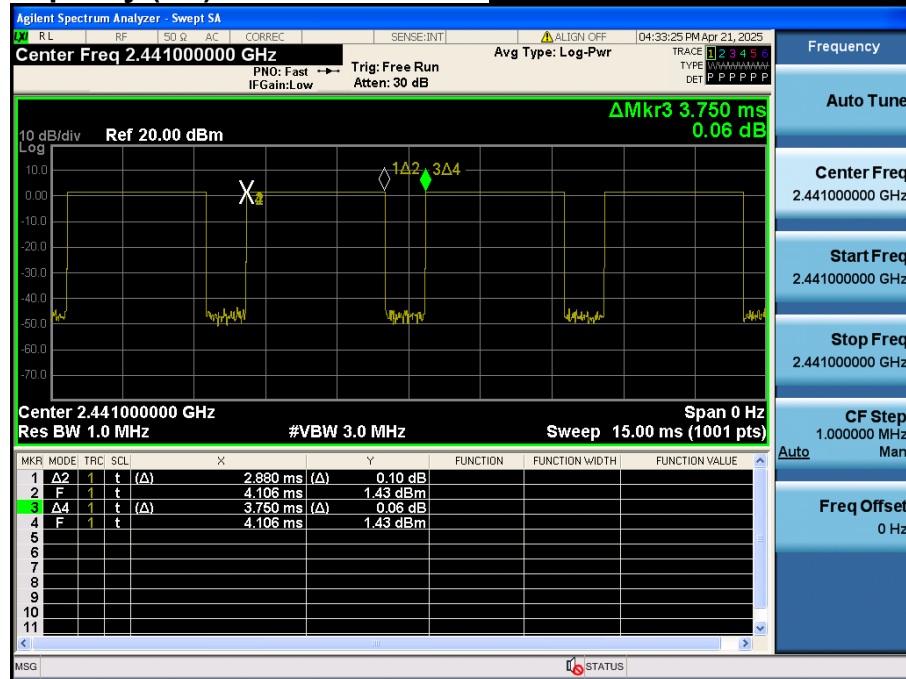 Agilent Spectrum Analyzer - Swept SA
LXI RL RF 50 Ω AC CORREC SENSE:INT ALIGN OFF 04:33:25 PM Apr 21, 2025
Center Freq 2.441000000 GHz
PNO: Fast
IFGain:Low
Trig: Free Run
Atten: 30 dB
Avg Type: Log-Pwr
TRACE 1 2 3 4 5 6
TYPE WWWWWWW
DET P P P P P P
ΔMkr3 3.750 ms
0.06 dB
10 dB/div Ref 20.00 dBm
Log
10.0
0.00
-10.0
-20.0
-30.0
-40.0
-50.0
-60.0
-70.0
1Δ2 3Δ4
Center 2.441000000 GHz Span 0 Hz
Res BW 1.0 MHz #VBW 3.0 MHz Sweep 15.00 ms (1001 pts)
MKR MODE TRC SCL X Y FUNCTION FUNCTION WIDTH FUNCTION VALUE
1 Δ2 1 t (Δ) 2.880 ms (Δ) 0.10 dB
2 F 1 t 4.106 ms 1.43 dBm
3 Δ4 1 t (Δ) 3.750 ms (Δ) 0.06 dB
4 F 1 t 4.106 ms 1.43 dBm
5
6
7
8
9
10
11
MSG STATUS
Frequency
Auto Tune
Center Freq
2.441000000 GHz
Start Freq
2.441000000 GHz
Stop Freq
2.441000000 GHz
CF Step
1.000000 MHz
Auto Man
Freq Offset
0 Hz